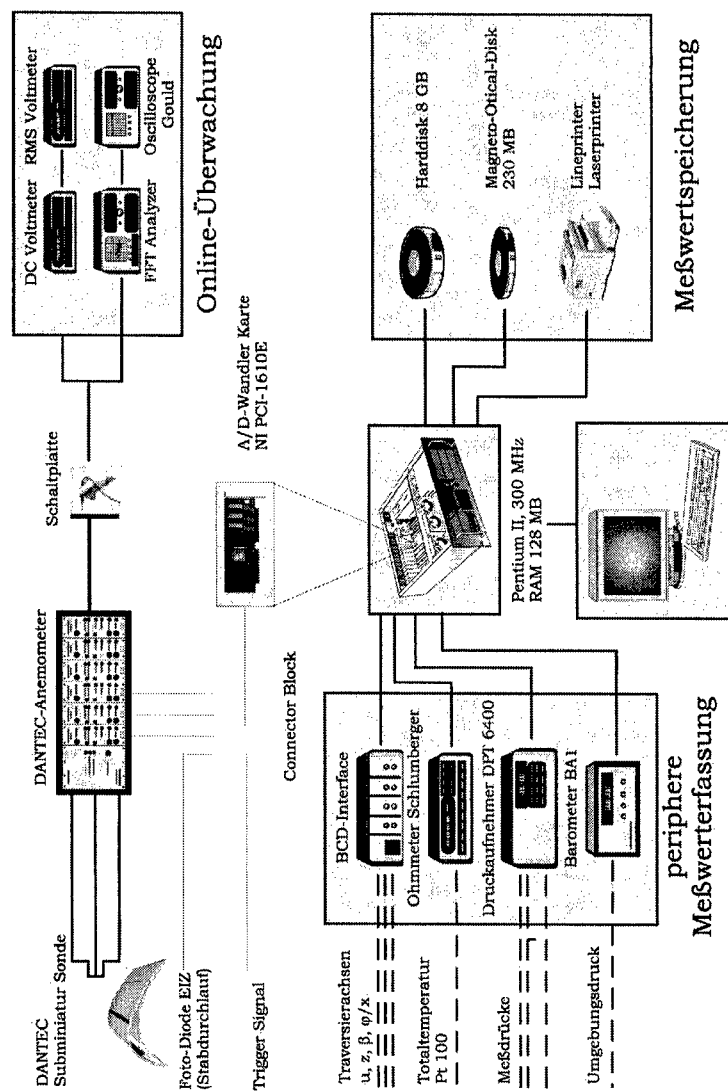 DANTEC
Subminiatur Sonde
DANTEC-Anemometer
Schaltplatte
DC Voltmeter
RMS Voltmeter
FFT Analyzer
Oscilloscope
Gould
Online-Überwachung
Foto-Diode EIZ
(Stabdurchlauf)
Trigger Signal
Connector Block
A/D-Wandler Karte
NI PCI-1610E
Traversierachsen
u, z, β, φ/x
Totaltemperatur
Pt 100
Meßdrücke
Umgebungsdruck
BCD-Interface
Ohmmeter Schlumberger
Druckaufnehmer DPT 6400
Barometer BA1
periphere
Meßwerterfassung
Pentium II, 300 MHz
RAM 128 MB
Harddisk 8 GB
Magneto-Otical-Disk
230 MB
Lineprinter
Laserprinter
Meßwertspeicherung